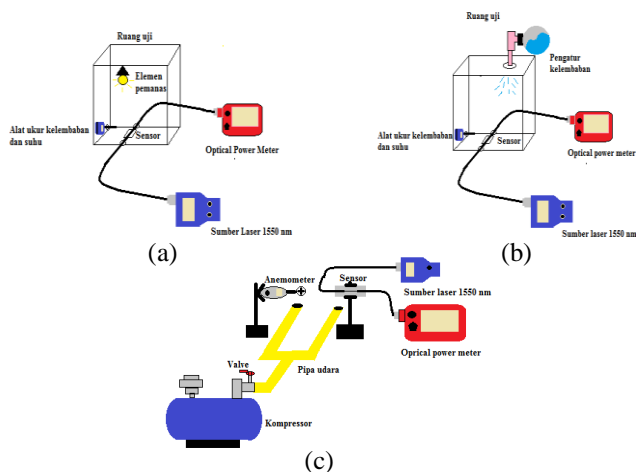 Ruang uji
Elemen
pemanas
Alat ukur kelembaban
dan suhu
Sensor
Optical Power Meter
Sumber Laser 1550 nm
(a)
Ruang uji
Pengatur
kelembaban
Alat ukur kelembaban
dan suhu
Sensor
Optical power meter
Sumber laser 1550 nm
(b)
Anemometer
Sensor
Sumber laser 1550 nm
Oprical power meter
Valve
Pipa udara
Kompressor
(c)